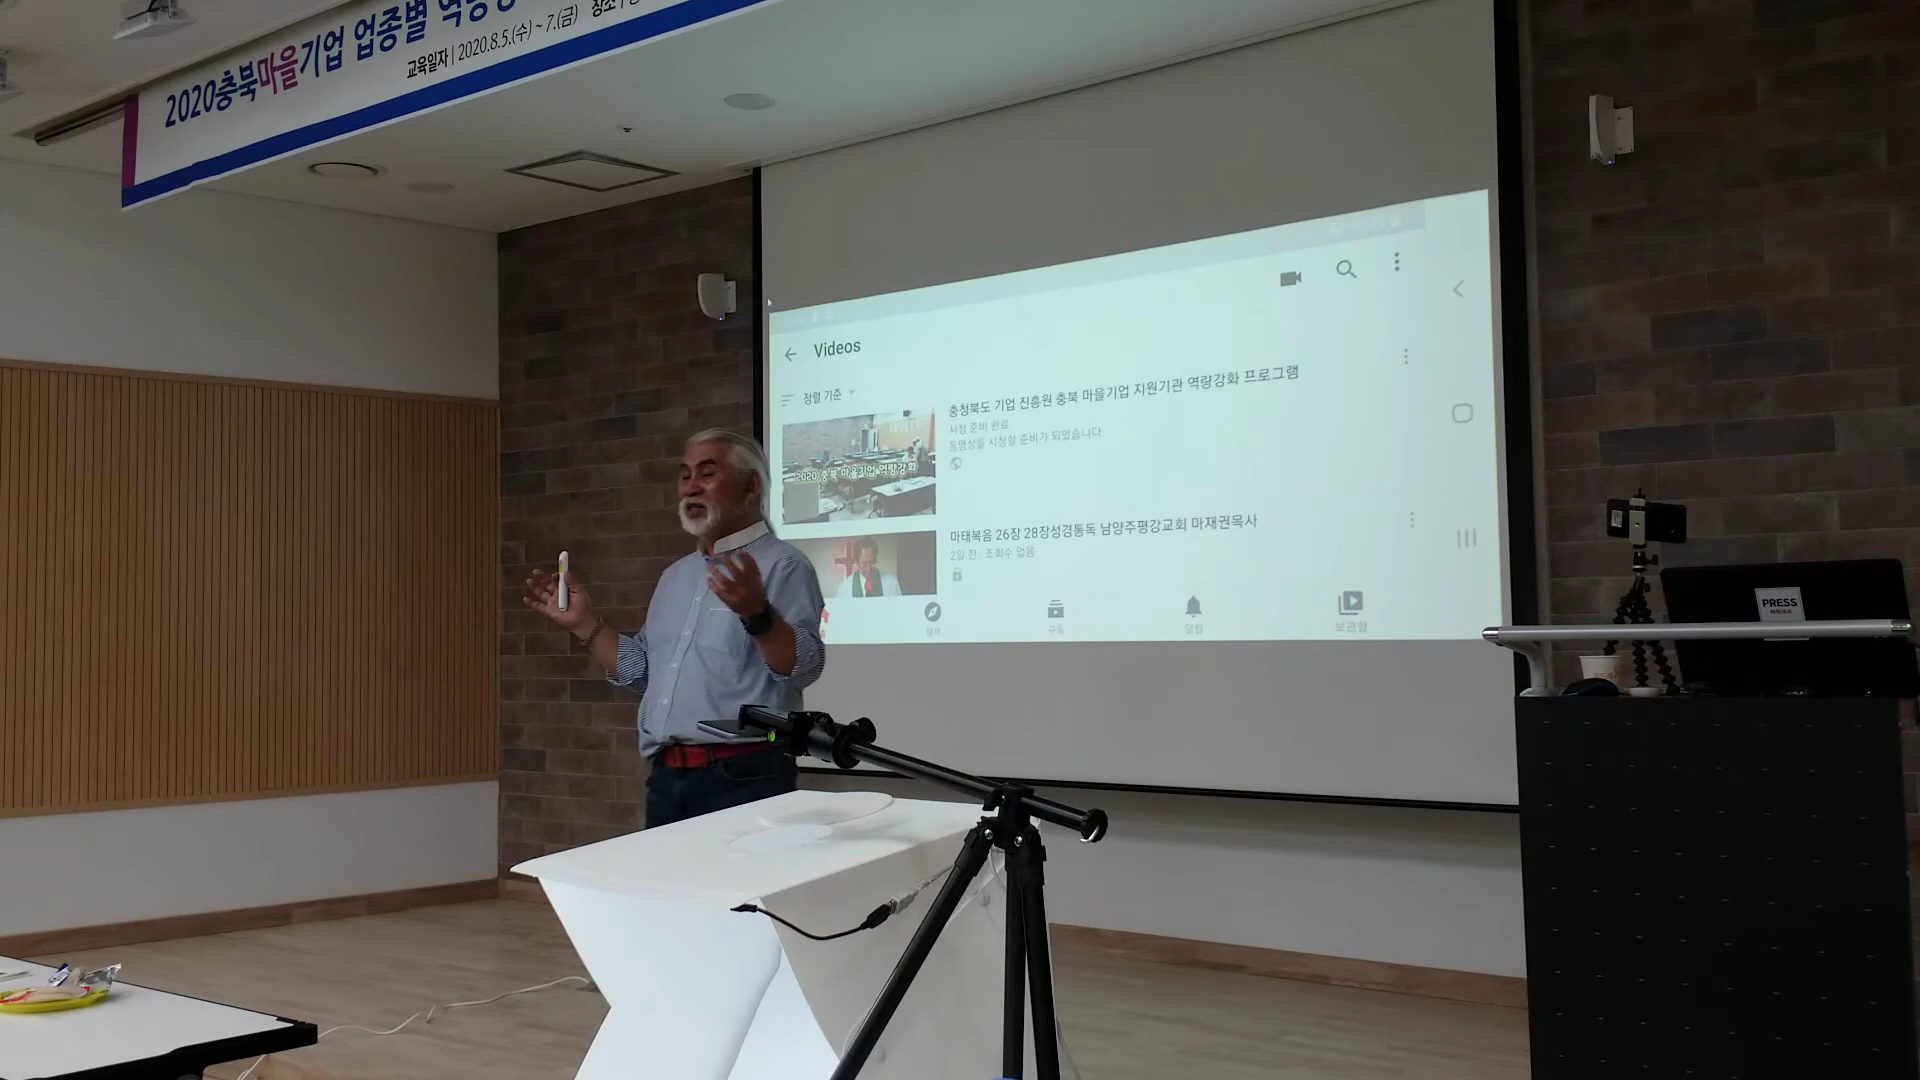 2020충북마을기업 업종별 역량강
교육일자 | 2020.8.5.(수) ~ 7.(금) 장소
Videos
정렬 기준
충청북도 기업 진흥원 충북 마을기업 지원기관 역량강화 프로그램
시청 준비 완료
동영상을 시청할 준비가 되었습니다.
2020 충북 마을기업 역량강화
마태복음 26장 28장성경통독 남양주평강교회 마재권목사
2일 전 · 조회수 없음
탐색
구독
알림
보관함
PRESS